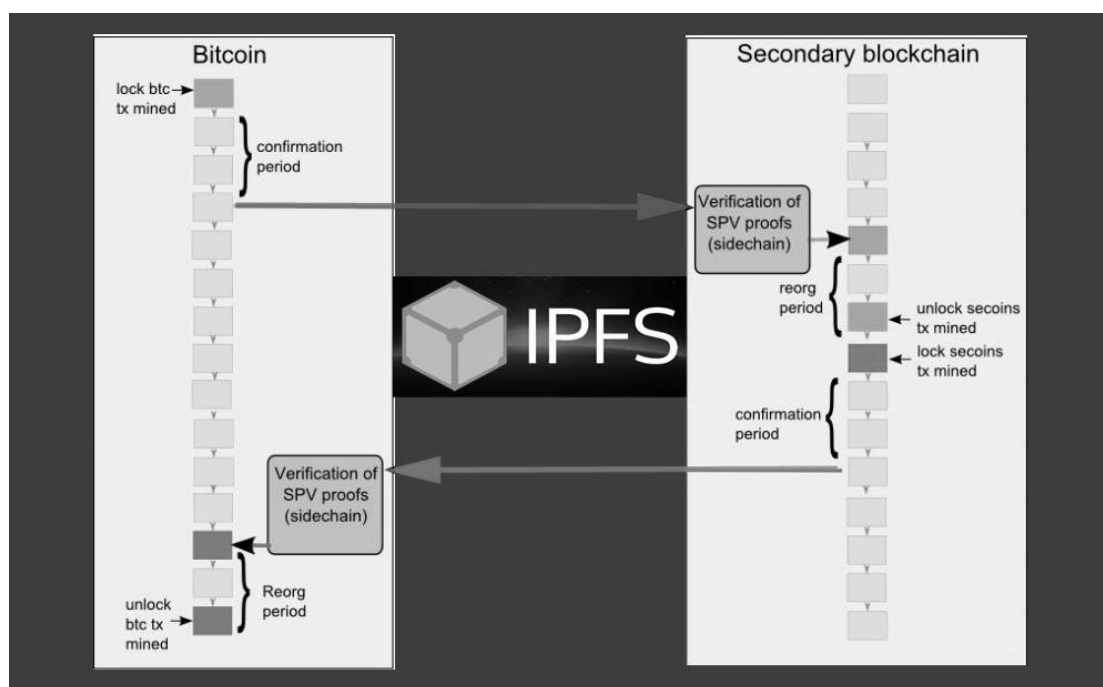 Bitcoin
lock btc
tx mined
confirmation
period
Verification of
SPV proofs
(sidechain)
Reorg
period
unlock
btc tx
mined
IPFS
Secondary blockchain
Verification of
SPV proofs
(sidechain)
reorg
period
unlock secoins
tx mined
lock secoins
tx mined
confirmation
period